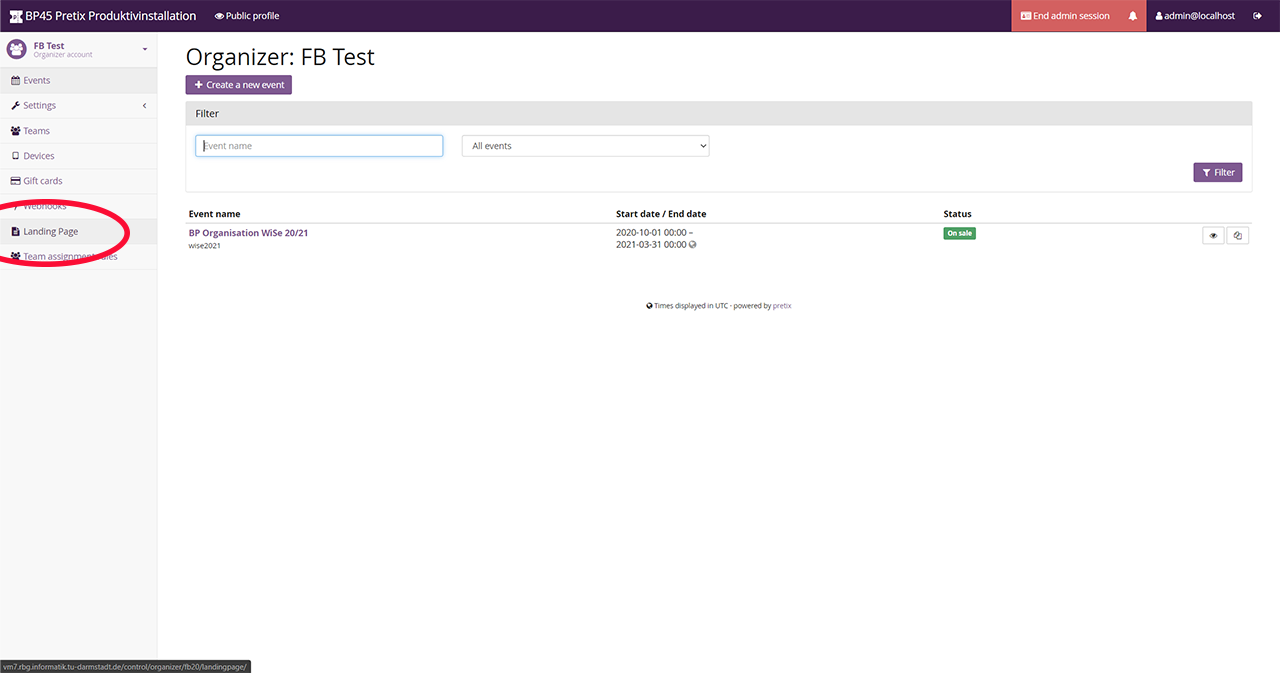 BP45 Pretix Produktivinstallation
Public profile
End admin session
admin@localhost
FB Test
Organizer account
Events
Settings
Teams
Devices
Gift cards
Webhooks
Landing Page
Team assignment
Organizer: FB Test
+ Create a new event
Filter
Event name
All events
Filter
Event name Start date / End date Status
BP Organisation WiSe 20/21 2020-10-01 00:00 – On sale
wise2021 2021-03-31 00:00
Times displayed in UTC · powered by pretix
vm7.rbg.informatik.tu-darmstadt.de/control/organizer/fb20/landingpage/